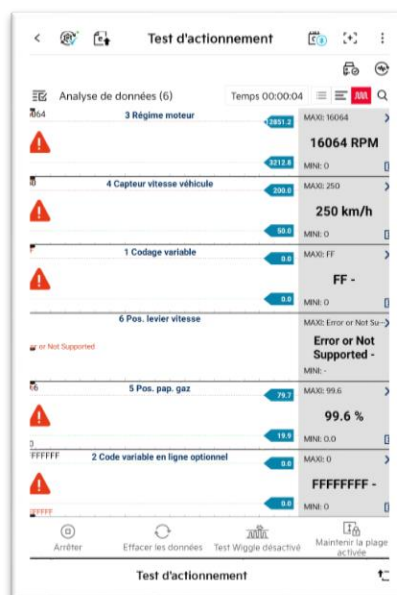 Test d'actionnement
Analyse de données (6)
Temps 00:00:04
3 Régime moteur
2851.2
3212.8
MAXI: 16064
16064 RPM
MINI: 0
4 Capteur vitesse véhicule
200.0
50.0
MAXI: 250
250 km/h
MINI: 0
1 Codage variable
0.0
0.0
MAXI: FF
FF -
MINI: 0
6 Pos. levier vitesse
or Not Supported
MAXI: Error or Not Su--
Error or Not
Supported -
MINI: -
5 Pos. pap. gaz
79.7
19.9
MAXI: 99.6
99.6 %
MINI: 0.0
FFFFFF
2 Code variable en ligne optionnel
0.0
0.0
MAXI: 0
FFFFFFFF -
MINI: 0
Arrêter
Effacer les données
Test Wiggle désactivé
Maintenir la plage
activée
Test d'actionnement